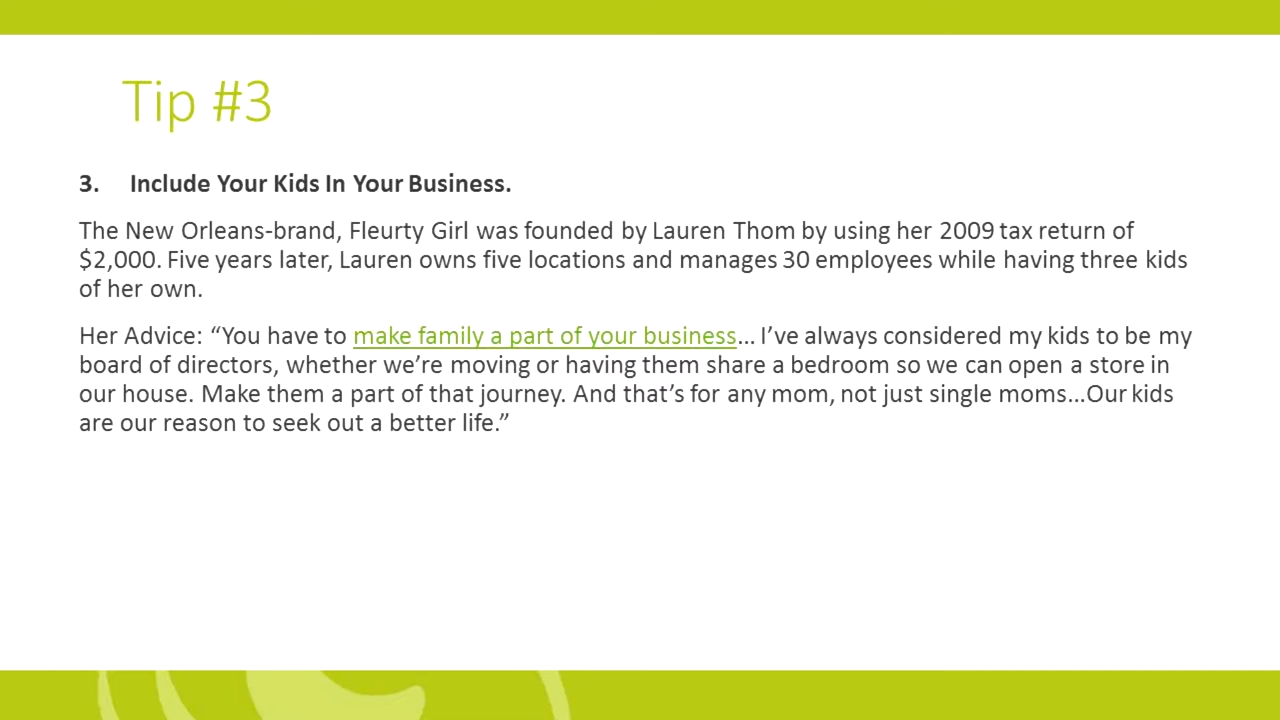 Tip #3
3. Include Your Kids In Your Business.
The New Orleans-brand, Fleurty Girl was founded by Lauren Thom by using her 2009 tax return of
$2,000. Five years later, Lauren owns five locations and manages 30 employees while having three kids
of her own.
Her Advice: “You have to make family a part of your business… I’ve always considered my kids to be my
board of directors, whether we’re moving or having them share a bedroom so we can open a store in
our house. Make them a part of that journey. And that’s for any mom, not just single moms…Our kids
are our reason to seek out a better life.”